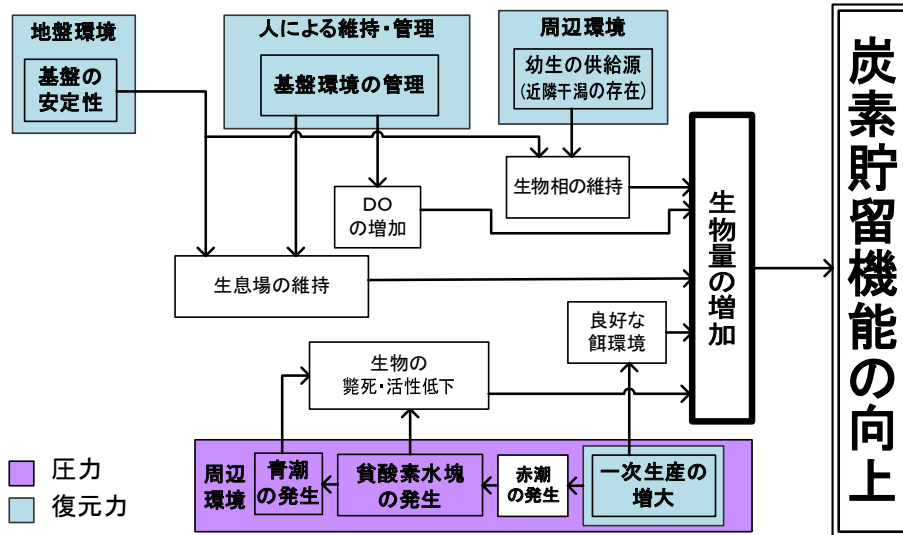 地盤環境
基盤の
安定性
人による維持・管理
基盤環境の管理
周辺環境
幼生の供給源
(近隣干潟の存在)
生物相の維持
DO
の増加
生息場の維持
良好な
餌環境
生物の
斃死・活性低下
生物量の増加
炭素貯留機能の向上
周辺
環境
青潮
の発生
貧酸素水塊
の発生
赤潮
の発生
一次生産の
増大
圧力
復元力